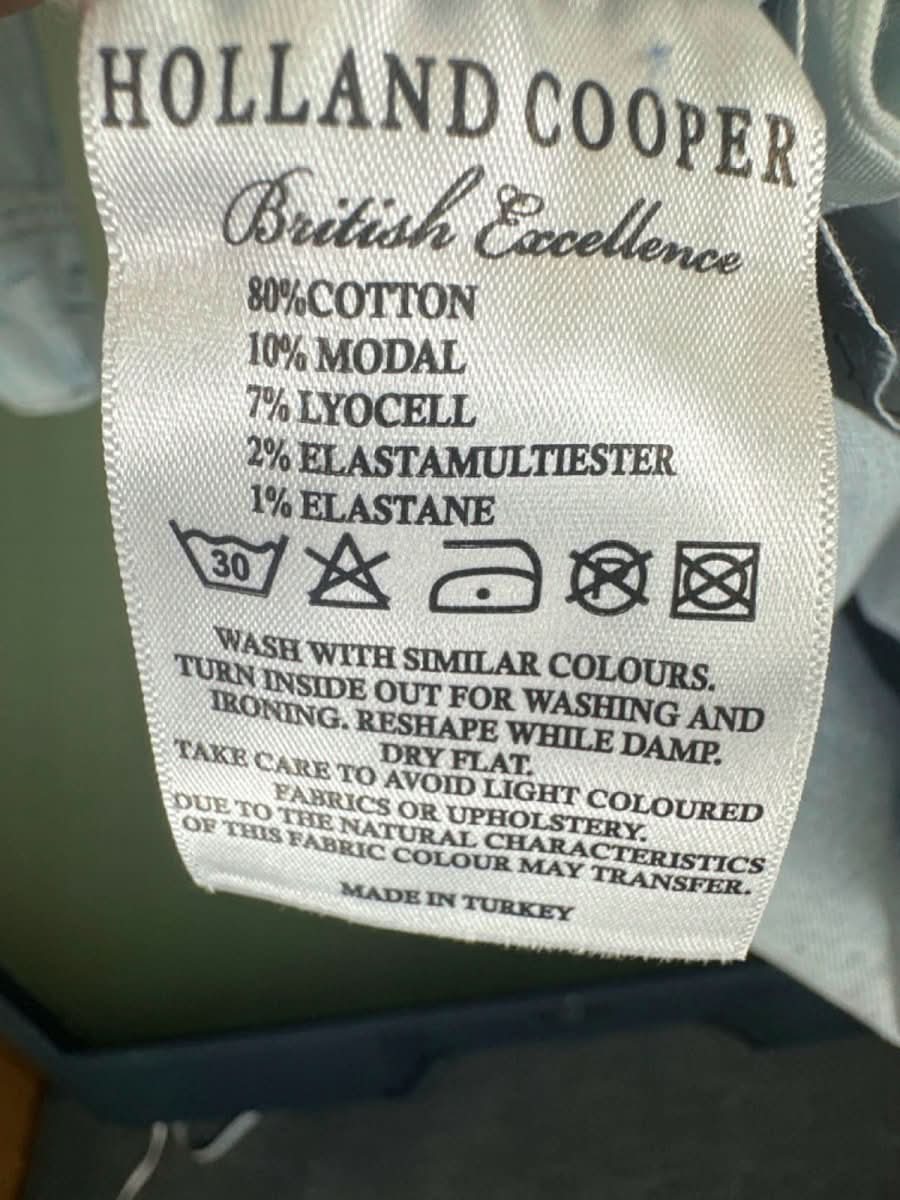 HOLLAND COOPER
British Excellence
80%COTTON
10% MODAL
7% LYOCELL
2% ELASTAMULTIESTER
1% ELASTANE
30 P
WASH WITH SIMILAR COLOURS.
TURN INSIDE OUT FOR WASHING AND
IRONING. RESHAPE WHILE DAMP.
DRY FLAT.
TAKE CARE TO AVOID LIGHT COLOURED
FABRICS OR UPHOLSTERY.
DUE TO THE NATURAL CHARACTERISTICS
OF THIS FABRIC COLOUR MAY TRANSFER.
MADE IN TURKEY